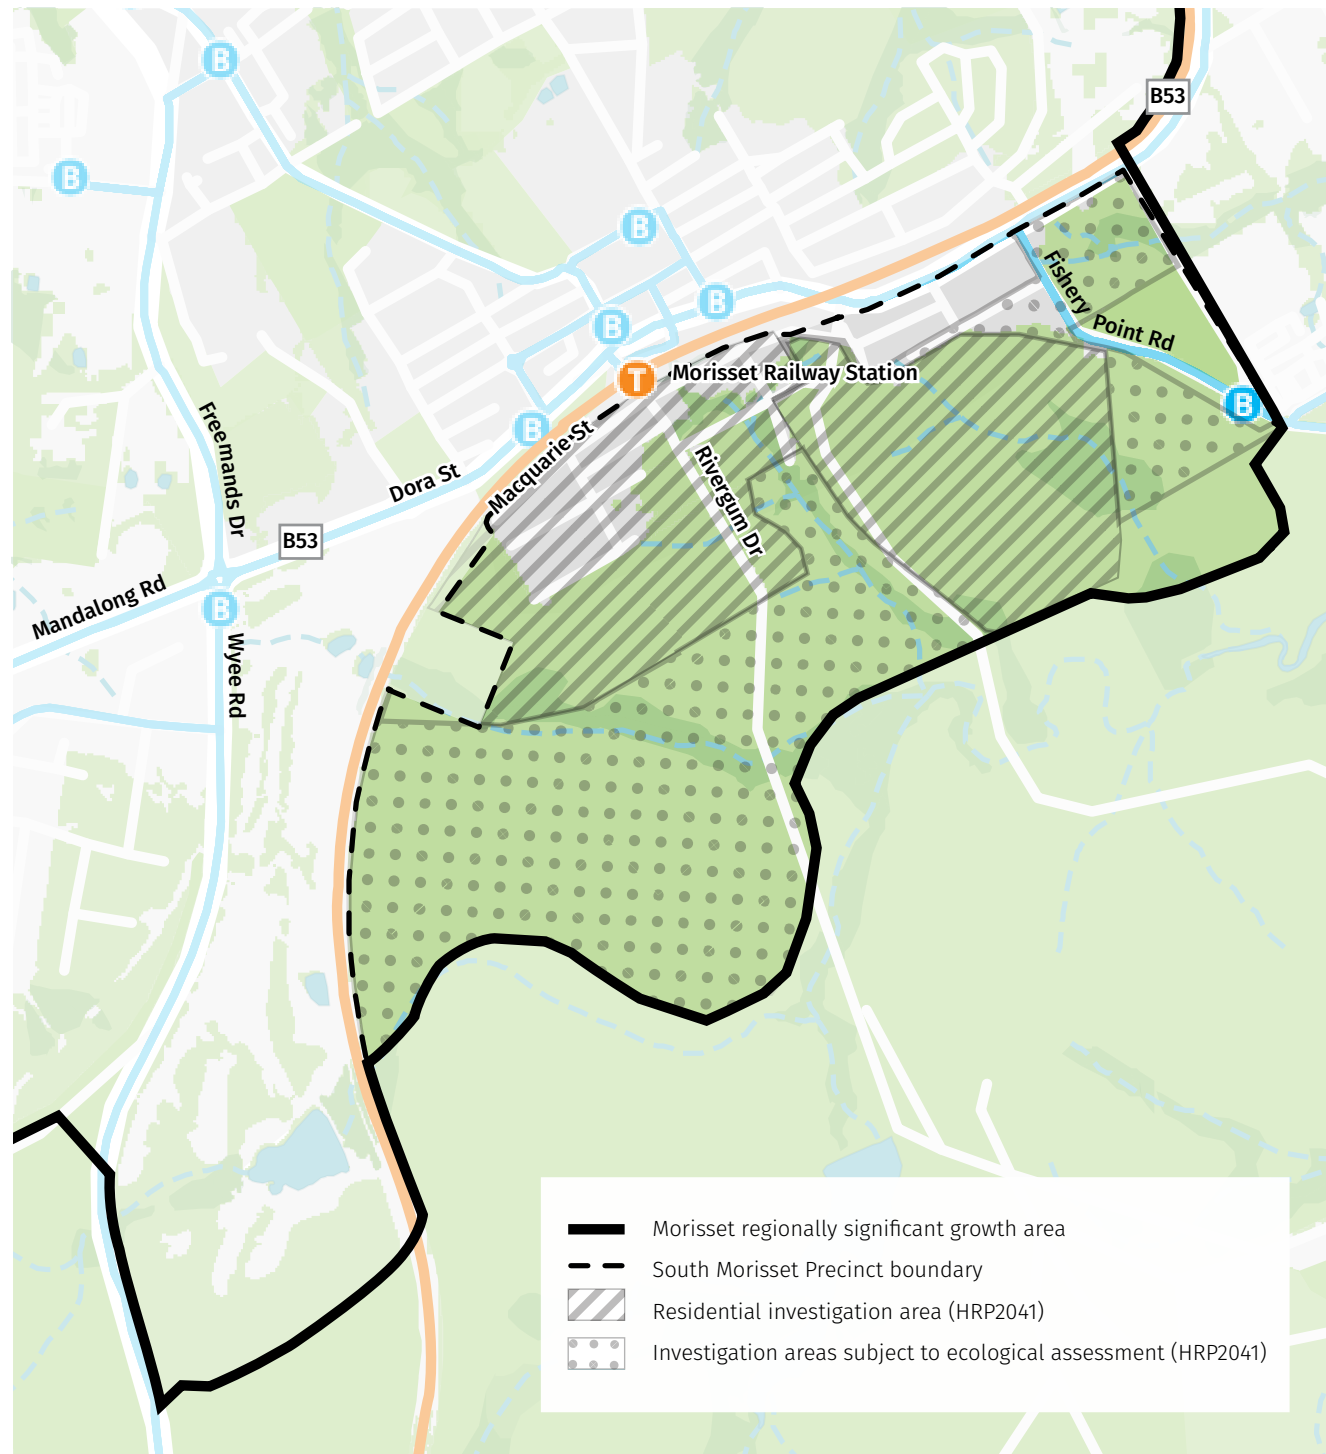 B
B53
B
B
Fishery
Point Rd
B
B
T
Morisset Railway Station
B
B
Freemands Dr
Dora St
Macquarie St
Rivergum Dr
B53
Mandalong Rd
B
Wyee Rd
Morisset regionally significant growth area
South Morisset Precinct boundary
Residential investigation area (HRP2041)
Investigation areas subject to ecological assessment (HRP2041)